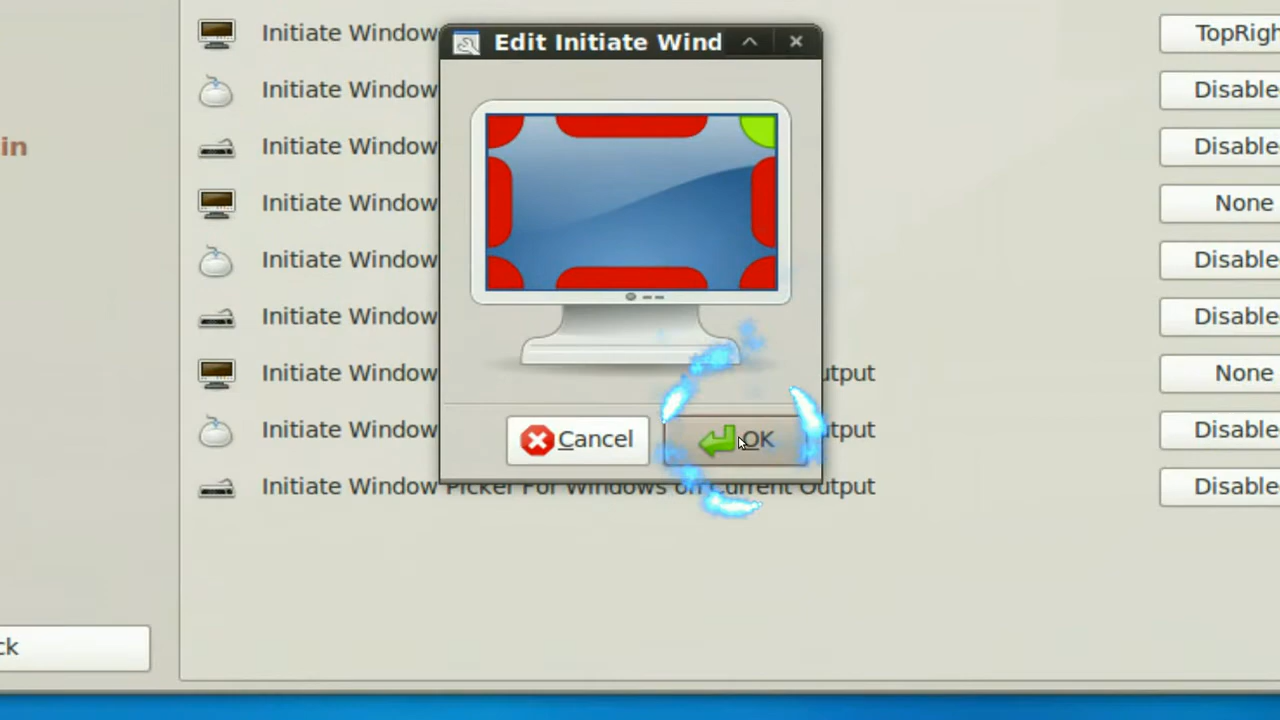 Edit Initiate Wind
Initiate Window TopRigh
Initiate Window Disable
in
Initiate Window Disable
Initiate Window None
Initiate Window Disable
Initiate Window Disable
Initiate Window utput None
Initiate Window utput Disable
Cancel OK
Initiate Window Picker For Windows on Current Output Disable
ck